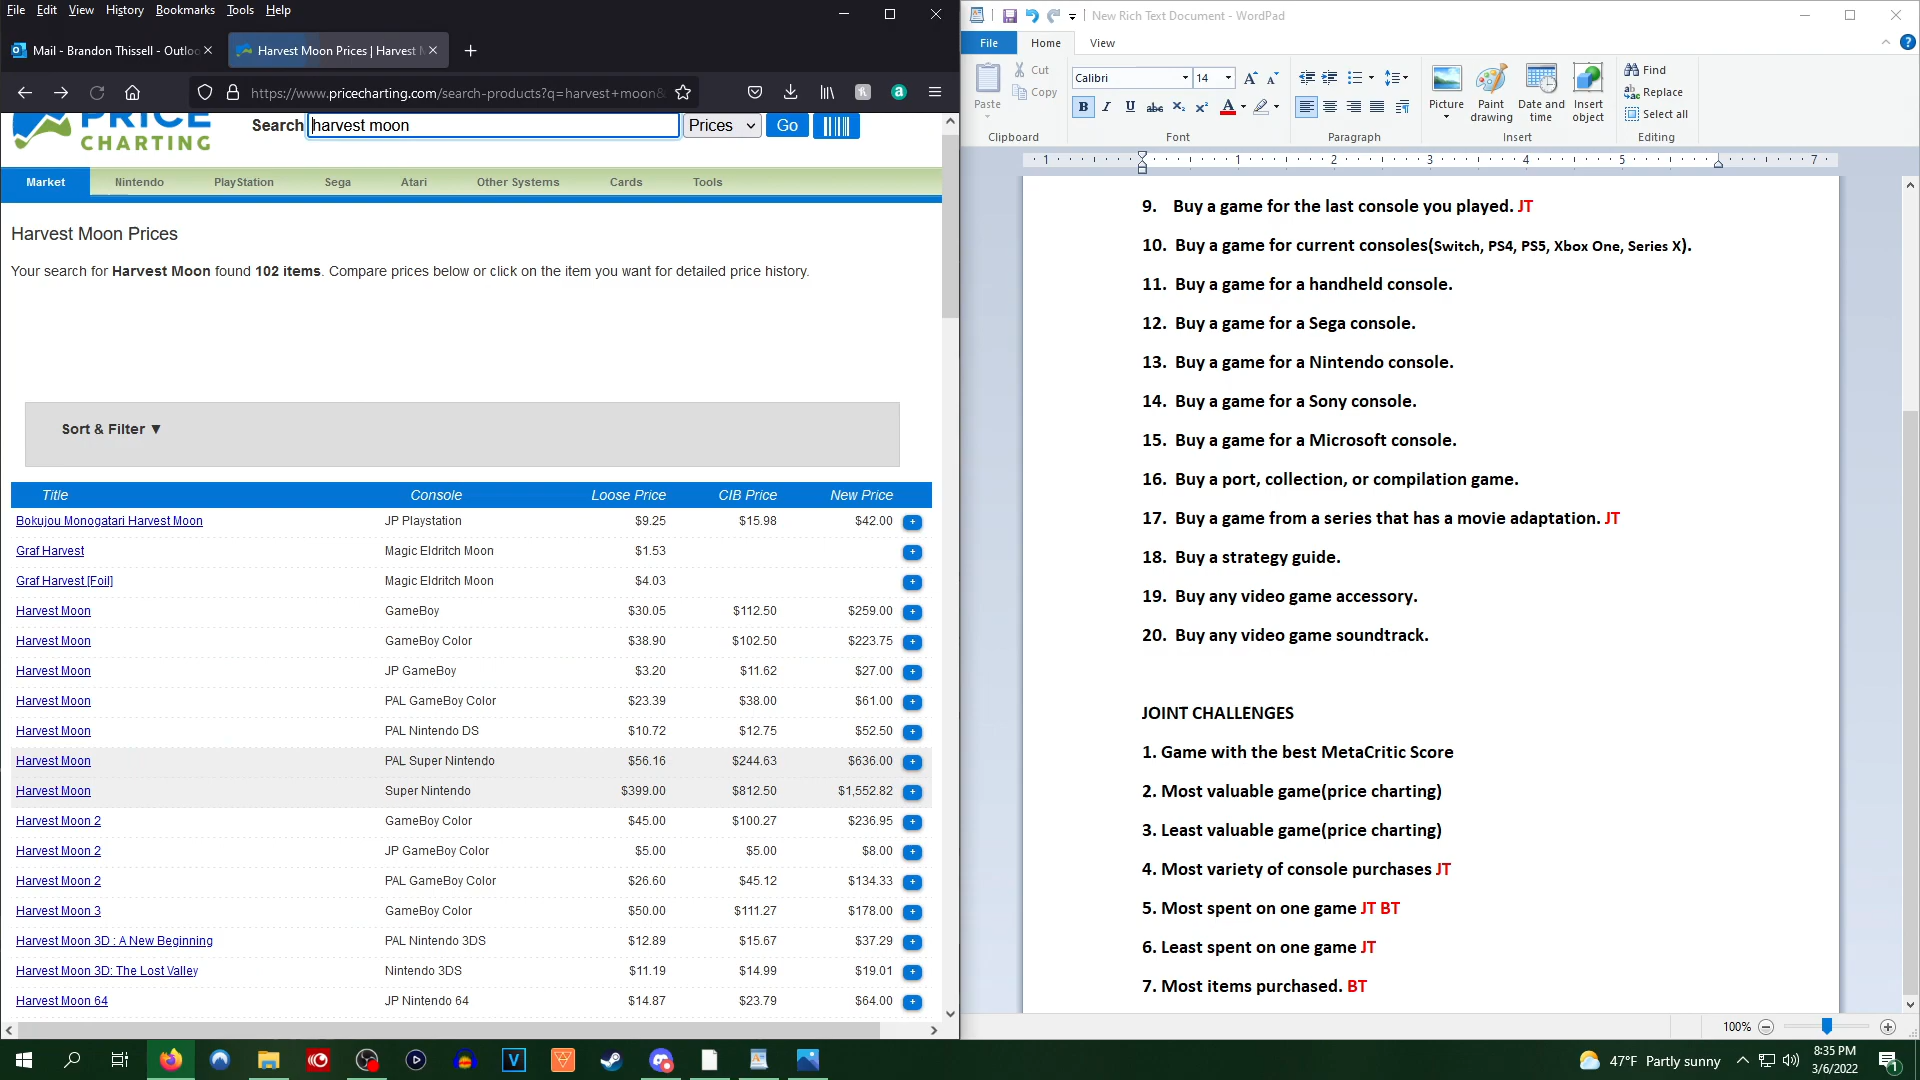 File Edit View History Bookmarks Tools Help
Mail - Brandon Thissell - Outloo
Harvest Moon Prices | Harvest M
https://www.pricecharting.com/search-products?q=harvest+moon&
PRICE
CHARTING
Search harvest moon Prices Go
Market Nintendo PlayStation Sega Atari Other Systems Cards Tools
Harvest Moon Prices
Your search for Harvest Moon found 102 items. Compare prices below or click on the item you want for detailed price history.
Sort & Filter ▼
Title Console Loose Price CIB Price New Price
Bokujou Monogatari Harvest Moon JP Playstation $9.25 $15.98 $42.00 +
Graf Harvest Magic Eldritch Moon $1.53 +
Graf Harvest [Foil] Magic Eldritch Moon $4.03 +
Harvest Moon GameBoy $30.05 $112.50 $259.00 +
Harvest Moon GameBoy Color $38.90 $102.50 $223.75 +
Harvest Moon JP GameBoy $3.20 $11.62 $27.00 +
Harvest Moon PAL GameBoy Color $23.39 $38.00 $61.00 +
Harvest Moon PAL Nintendo DS $10.72 $12.75 $52.50 +
Harvest Moon PAL Super Nintendo $56.16 $244.63 $636.00 +
Harvest Moon Super Nintendo $399.00 $812.50 $1,552.82 +
Harvest Moon 2 GameBoy Color $45.00 $100.27 $236.95 +
Harvest Moon 2 JP GameBoy Color $5.00 $5.00 $8.00 +
Harvest Moon 2 PAL GameBoy Color $26.60 $45.12 $134.33 +
Harvest Moon 3 GameBoy Color $50.00 $111.27 $178.00 +
Harvest Moon 3D : A New Beginning PAL Nintendo 3DS $12.89 $15.67 $37.29 +
Harvest Moon 3D: The Lost Valley Nintendo 3DS $11.19 $14.99 $19.01 +
Harvest Moon 64 JP Nintendo 64 $14.87 $23.79 $64.00 +
New Rich Text Document - WordPad
File Home View
Paste Cut Copy
Clipboard
Calibri 14
B I U abc X₂ X² A
Font
Paragraph
Picture Paint drawing Date and time Insert object
Insert
Find
Replace
Select all
Editing
1 1 2 3 4 5 7
9. Buy a game for the last console you played. JT
10. Buy a game for current consoles(Switch, PS4, PS5, Xbox One, Series X).
11. Buy a game for a handheld console.
12. Buy a game for a Sega console.
13. Buy a game for a Nintendo console.
14. Buy a game for a Sony console.
15. Buy a game for a Microsoft console.
16. Buy a port, collection, or compilation game.
17. Buy a game from a series that has a movie adaptation. JT
18. Buy a strategy guide.
19. Buy any video game accessory.
20. Buy any video game soundtrack.
JOINT CHALLENGES
1. Game with the best MetaCritic Score
2. Most valuable game(price charting)
3. Least valuable game(price charting)
4. Most variety of console purchases JT
5. Most spent on one game JT BT
6. Least spent on one game JT
7. Most items purchased. BT
100%
47°F Partly sunny
8:35 PM
3/6/2022
1